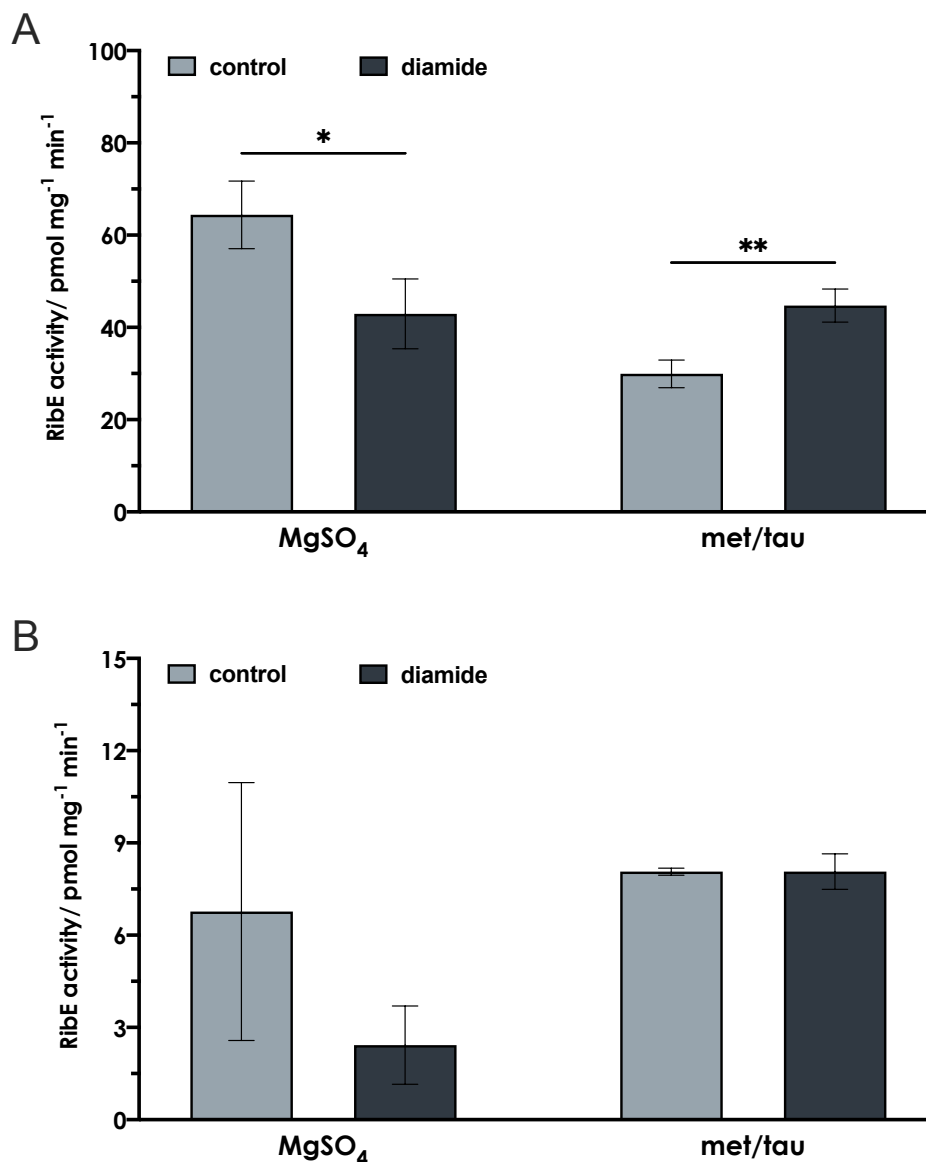 A
RibE activity/ pmol mg⁻¹ min⁻¹
100
80
60
40
20
0
control
diamide
*
**
MgSO₄
met/tau
B
RibE activity/ pmol mg⁻¹ min⁻¹
15
12
9
6
3
0
control
diamide
MgSO₄
met/tau